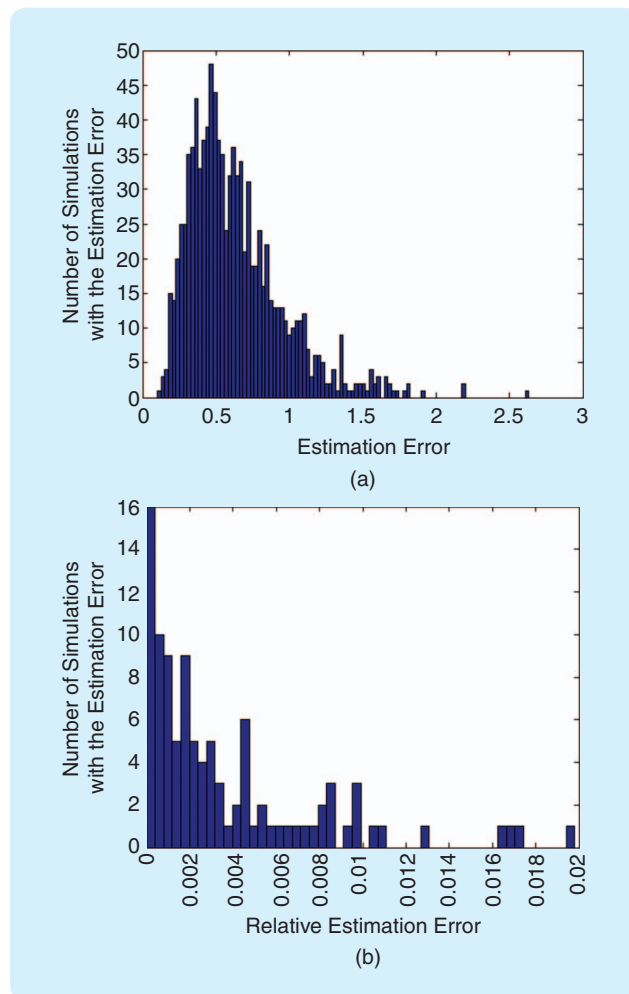 50
45
40
35
30
25
20
15
10
5
0
Number of Simulations
with the Estimation Error
0 0.5 1 1.5 2 2.5 3
Estimation Error
(a)
16
14
12
10
8
6
4
2
0
Number of Simulations
with the Estimation Error
0 0.002 0.004 0.006 0.008 0.01 0.012 0.014 0.016 0.018 0.02
Relative Estimation Error
(b)